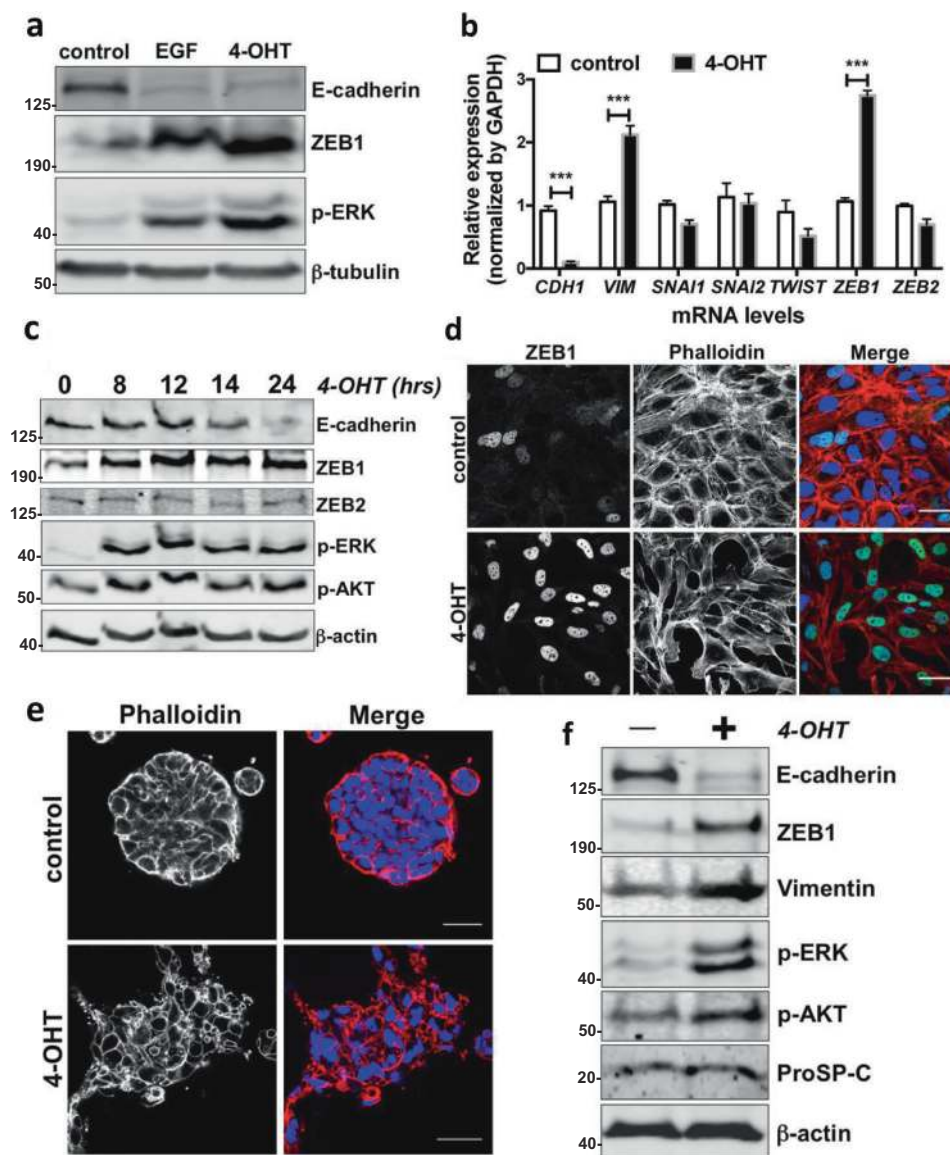 a
control EGF 4-OHT
E-cadherin
125
ZEB1
190
p-ERK
40
β-tubulin
50
b
control 4-OHT
Relative expression
(normalized by GAPDH)
3
2
1
0
***
***
***
CDH1 VIM SNAI1 SNAI2 TWIST ZEB1 ZEB2
mRNA levels
c
0 8 12 14 24 4-OHT (hrs)
E-cadherin
125
ZEB1
190
ZEB2
125
p-ERK
40
p-AKT
50
β-actin
40
d
ZEB1 Phalloidin Merge
control
4-OHT
e
Phalloidin Merge
control
4-OHT
f
— + 4-OHT
E-cadherin
125
ZEB1
190
Vimentin
50
p-ERK
40
p-AKT
50
ProSP-C
20
β-actin
40